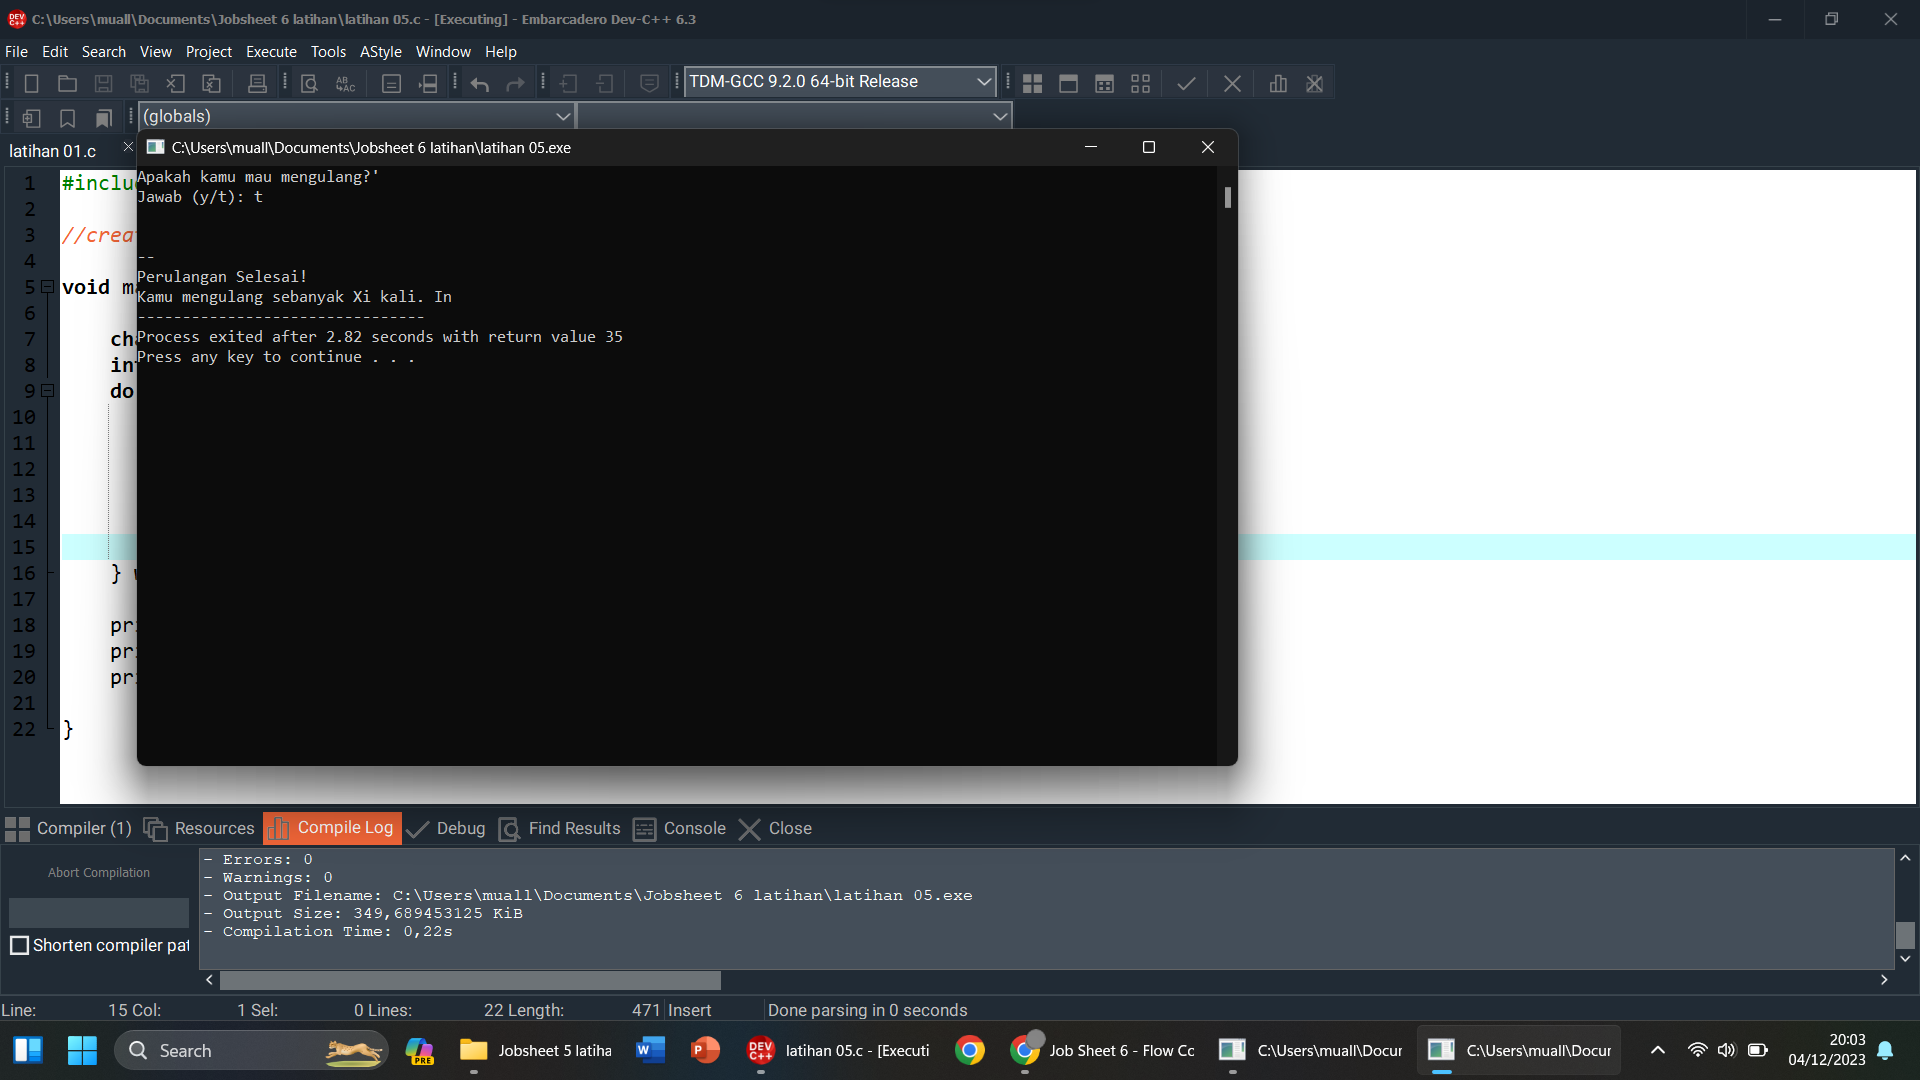 C:\Users\muall\Documents\Jobsheet 6 latihan\latihan 05.c - [Executing] - Embarcadero Dev-C++ 6.3
File Edit Search View Project Execute Tools AStyle Window Help
TDM-GCC 9.2.0 64-bit Release
(globals)
latihan 01.c
C:\Users\muall\Documents\Jobsheet 6 latihan\latihan 05.exe
Apakah kamu mau mengulang?'
Jawab (y/t): t
--
Perulangan Selesai!
Kamu mengulang sebanyak Xi kali. In
--------------------------------
Process exited after 2.82 seconds with return value 35
Press any key to continue . . .
1 #inclu
2
3 //crea
4
5 void ma
6
7 cha
8 in
9 do
10
11
12
13
14
15
16 } w
17
18 pri
19 pri
20 pri
21
22 }
Compiler (1) Resources Compile Log Debug Find Results Console Close
Abort Compilation
Shorten compiler pat
- Errors: 0
- Warnings: 0
- Output Filename: C:\Users\muall\Documents\Jobsheet 6 latihan\latihan 05.exe
- Output Size: 349,689453125 KiB
- Compilation Time: 0,22s
Line: 15 Col: 1 Sel: 0 Lines: 22 Length: 471 Insert Done parsing in 0 seconds
Search
PRE
Jobsheet 5 latiha
DEV C++
latihan 05.c - [Executi
Job Sheet 6 - Flow Cc
C:\Users\muall\Docur
C:\Users\muall\Docur
20:03
04/12/2023